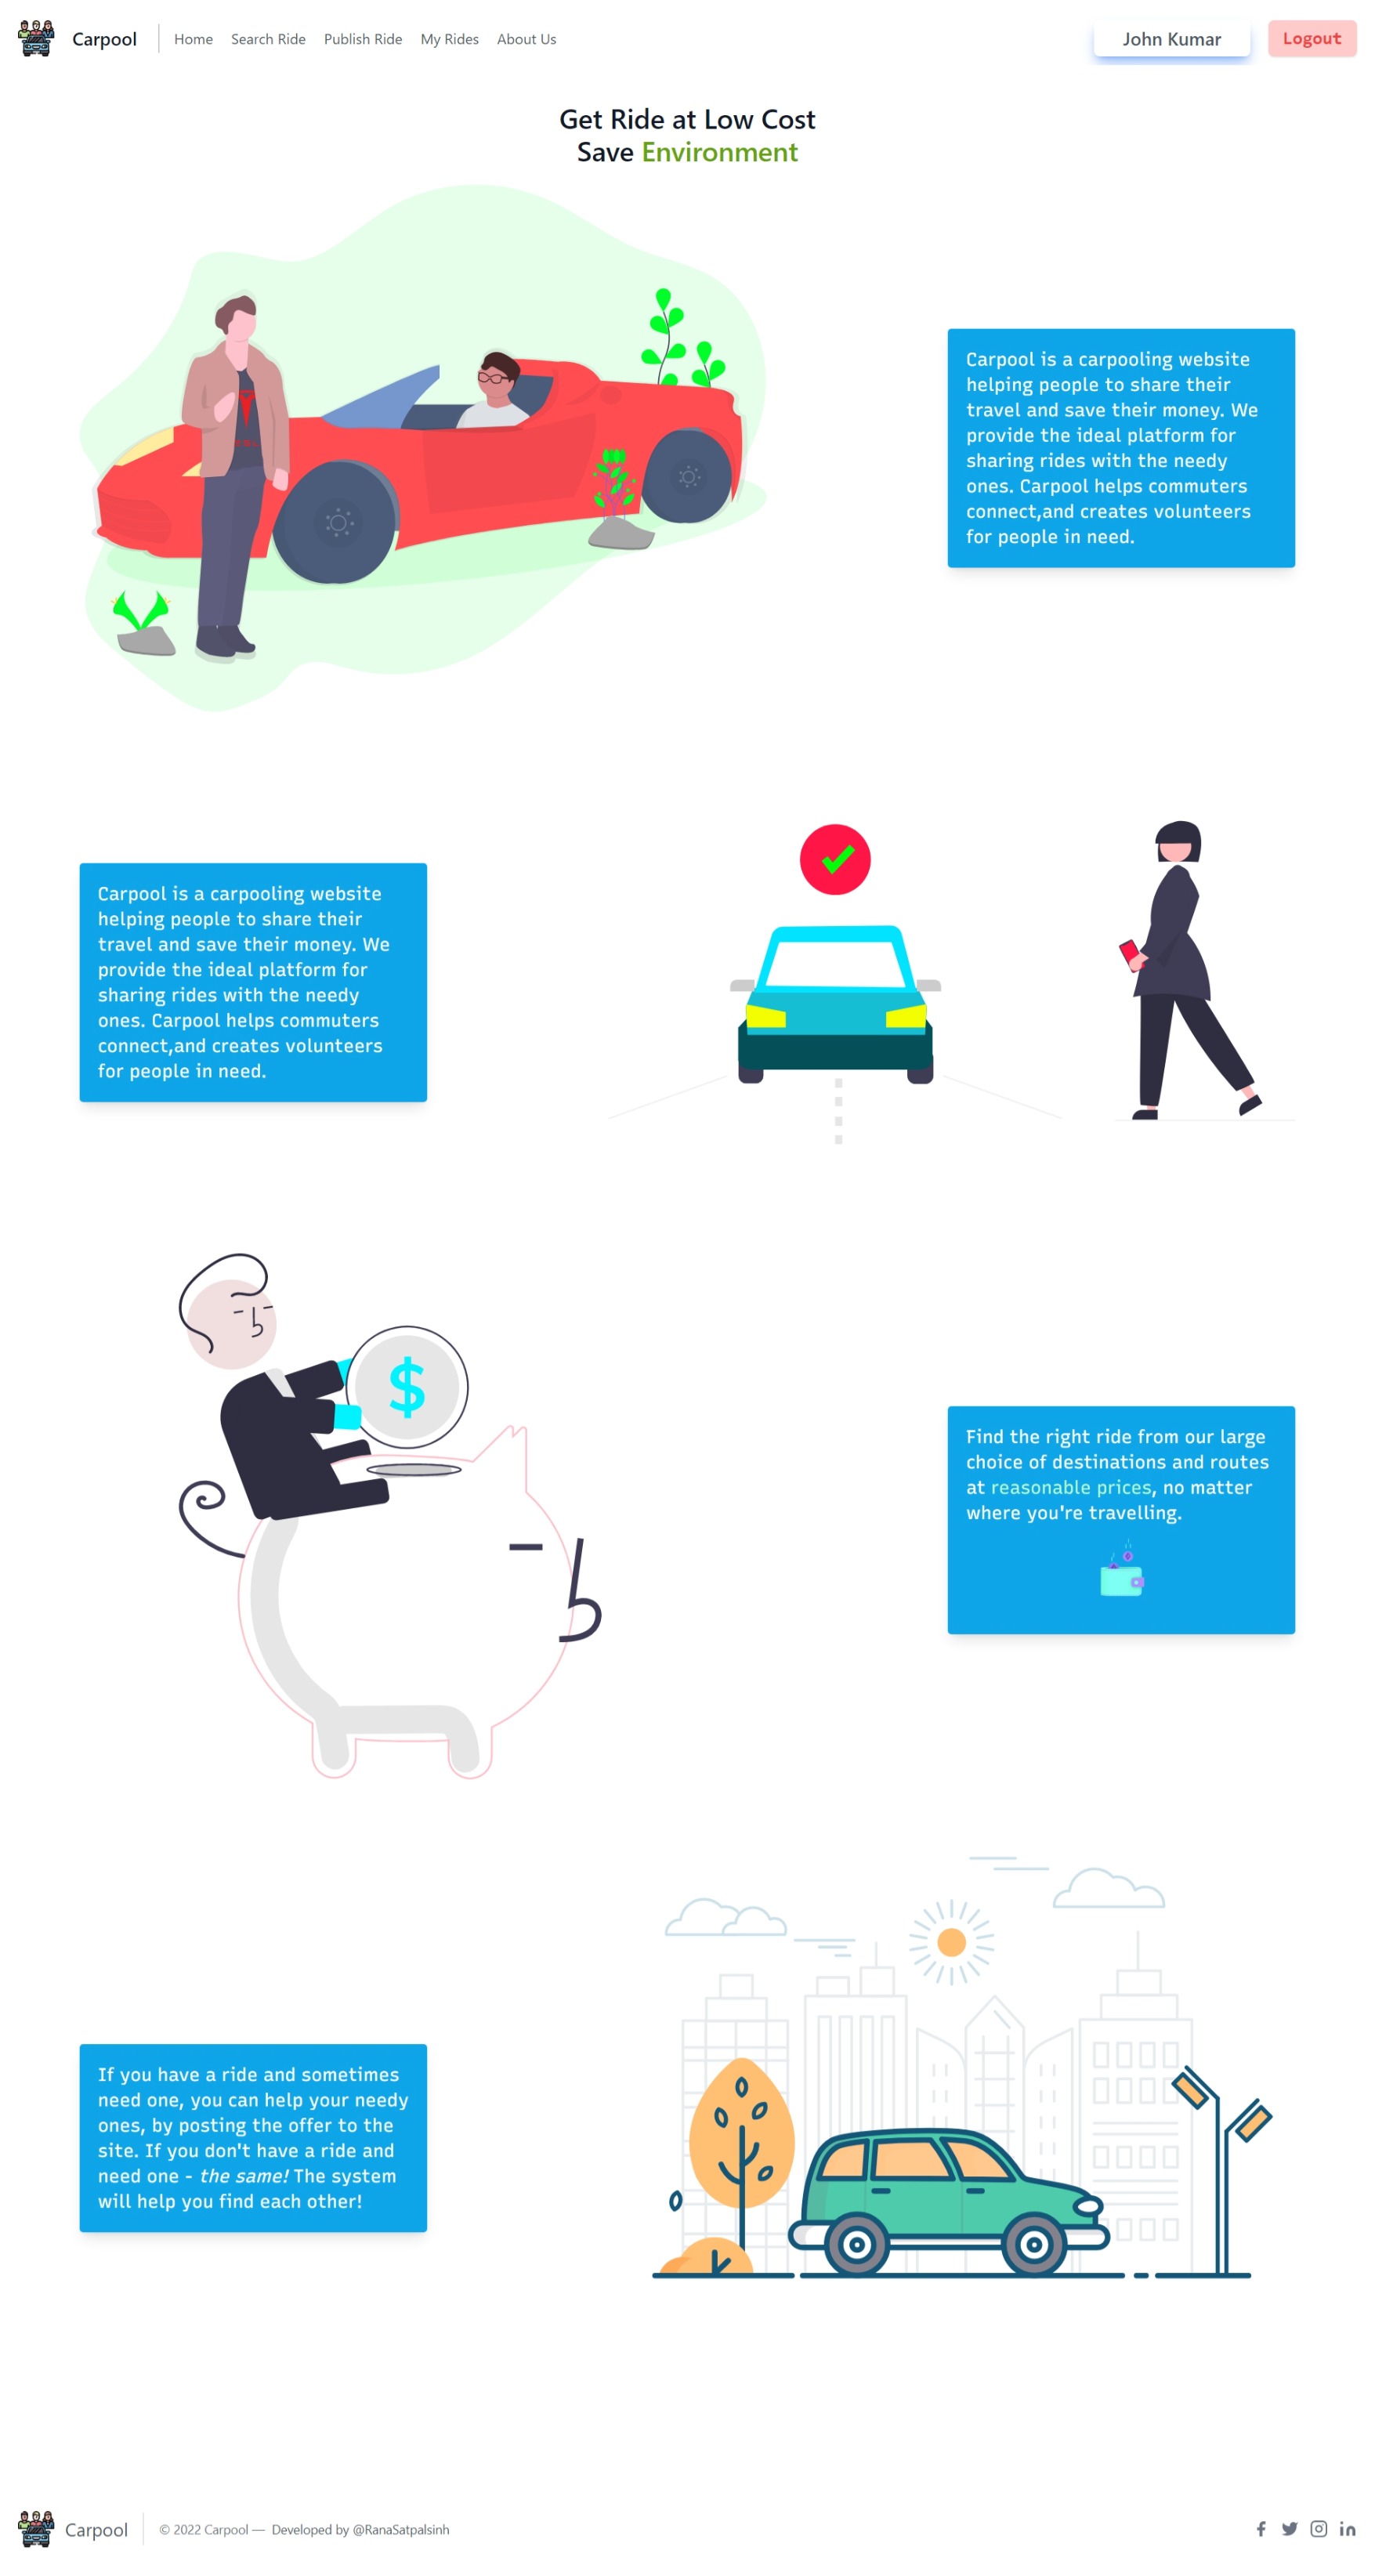 Carpool
Home
Search Ride
Publish Ride
My Rides
About Us
John Kumar
Logout
Get Ride at Low Cost
Save Environment
Carpool is a carpooling website
helping people to share their
travel and save their money. We
provide the ideal platform for
sharing rides with the needy
ones. Carpool helps commuters
connect,and creates volunteers
for people in need.
Carpool is a carpooling website
helping people to share their
travel and save their money. We
provide the ideal platform for
sharing rides with the needy
ones. Carpool helps commuters
connect,and creates volunteers
for people in need.
$
Find the right ride from our large
choice of destinations and routes
at reasonable prices, no matter
where you're travelling.
If you have a ride and sometimes
need one, you can help your needy
ones, by posting the offer to the
site. If you don't have a ride and
need one - the same! The system
will help you find each other!
Carpool
© 2022 Carpool — Developed by @RanaSatpalsinh